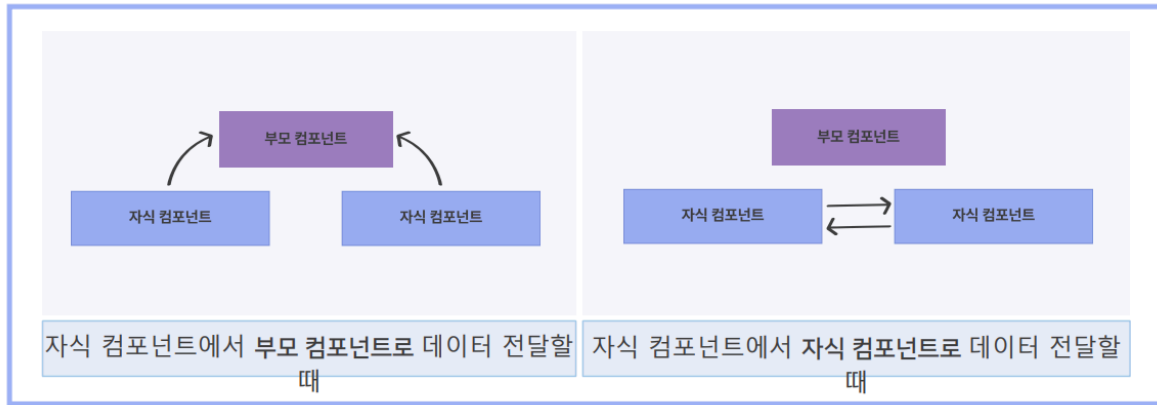 부모 컴포넌트
자식 컴포넌트
자식 컴포넌트
자식 컴포넌트에서 부모 컴포넌트로 데이터 전달할
때
부모 컴포넌트
자식 컴포넌트
자식 컴포넌트
자식 컴포넌트에서 자식 컴포넌트로 데이터 전달할
때